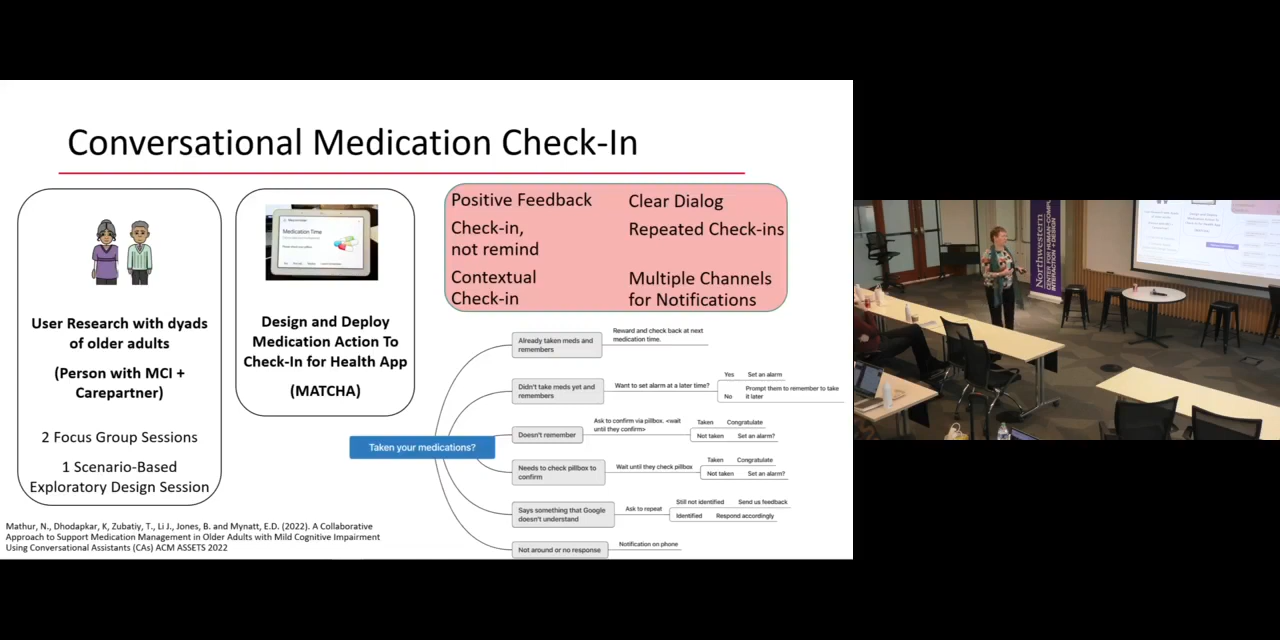 Conversational Medication Check-In
User Research with dyads
of older adults
(Person with MCI +
Carepartner)
2 Focus Group Sessions
1 Scenario-Based
Exploratory Design Session
Medication Time
Design and Deploy
Medication Action To
Check-In for Health App
(MATCHA)
Positive Feedback
Check-in,
not remind
Contextual
Check-in
Clear Dialog
Repeated Check-ins
Multiple Channels
for Notifications
Taken your medications?
Already taken meds and
remembers
Reward and check back at next
medication time.
Didn't take meds yet and
remembers
Want to set alarm at a later time?
Yes Set an alarm
No Prompt them to remember to take
it later
Doesn't remember
Ask to confirm via pillbox. <wait
until they confirm>
Taken Congratulate
Not taken Set an alarm?
Needs to check pillbox to
confirm
Wait until they check pillbox
Taken Congratulate
Not taken Set an alarm?
Says something that Google
doesn't understand
Ask to repeat
Still not identified Send us feedback
Identified Respond accordingly
Not around or no response
Notification on phone
Mathur, N., Dhodapkar, K, Zubatiy, T., Li J., Jones, B. and Mynatt, E.D. (2022). A Collaborative
Approach to Support Medication Management in Older Adults with Mild Cognitive Impairment
Using Conversational Assistants (CAs) ACM ASSETS 2022
Northwestern
CENTER FOR HUMAN-COMPU
INTERACTION + DESIGN